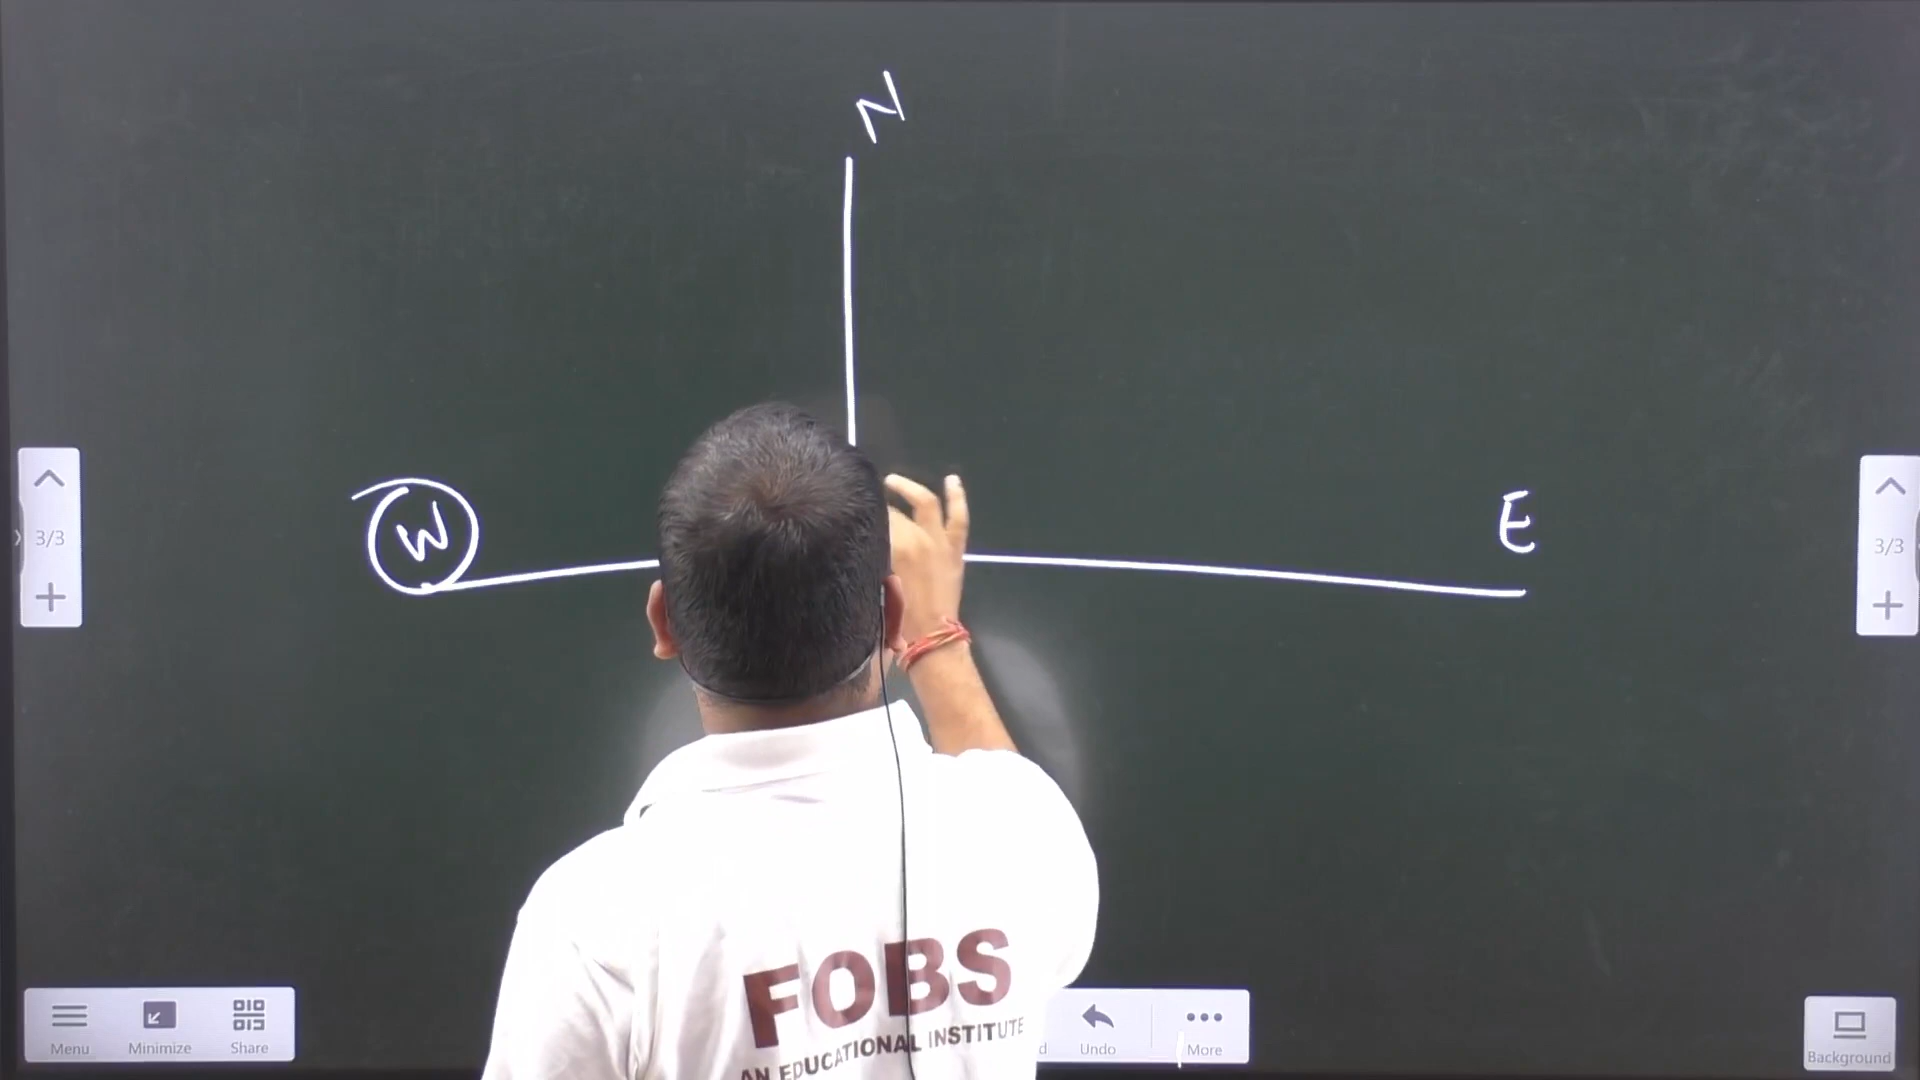 N
W
E
3/3
3/3
FOBS
AN EDUCATIONAL INSTITUTE
Menu
Minimize
Share
d
Undo
More
Background